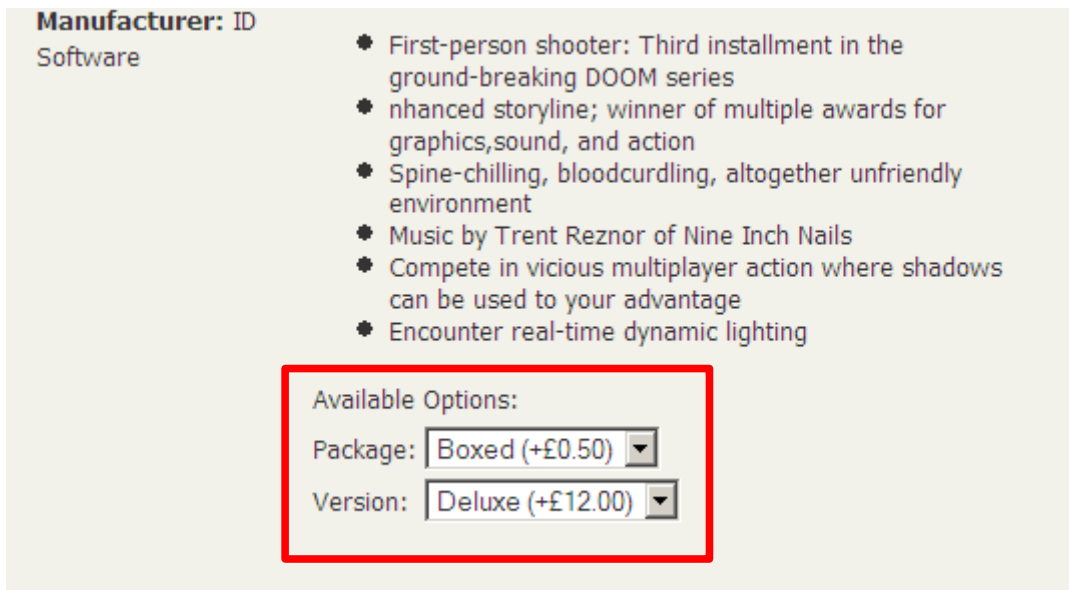 Manufacturer: ID
Software
First-person shooter: Third installment in the
ground-breaking DOOM series
nhanced storyline; winner of multiple awards for
graphics,sound, and action
Spine-chilling, bloodcurdling, altogether unfriendly
environment
Music by Trent Reznor of Nine Inch Nails
Compete in vicious multiplayer action where shadows
can be used to your advantage
Encounter real-time dynamic lighting
Available Options:
Package: Boxed (+£0.50)
Version: Deluxe (+£12.00)